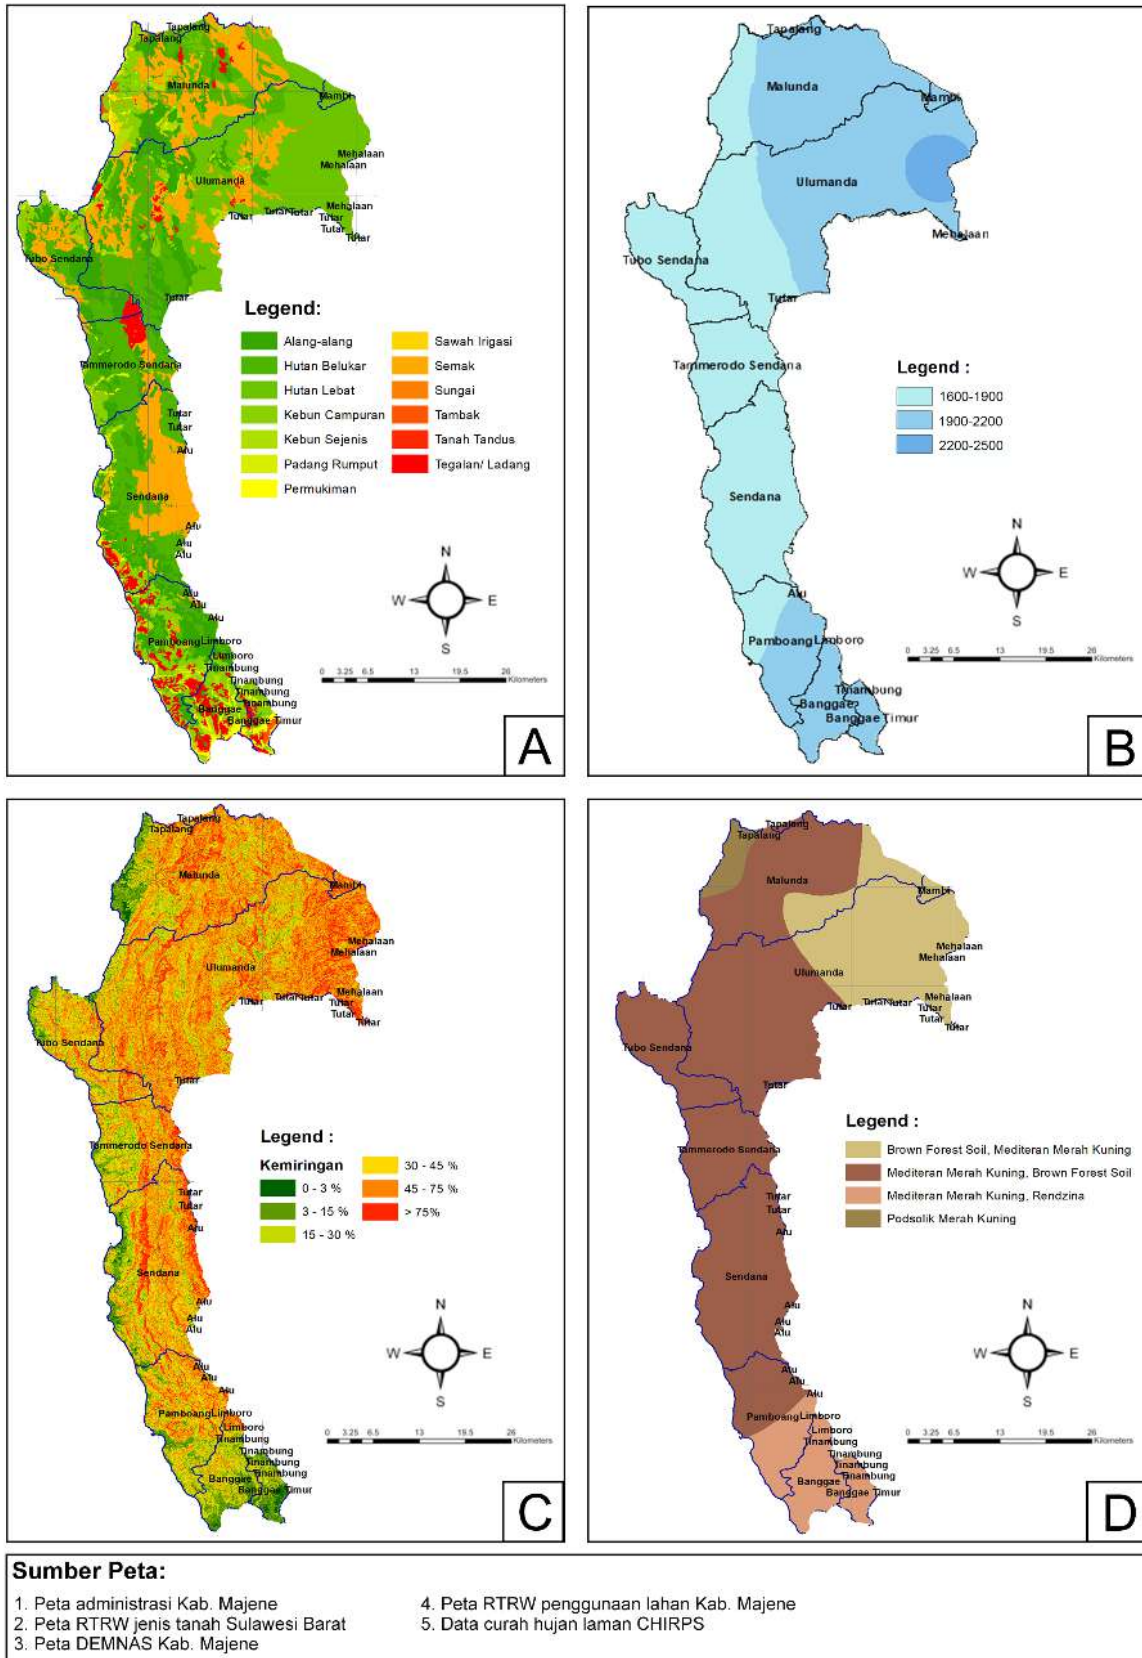 Tapalang
Tapalang
Malunda
Mambi
Mehalaan
Mehalaan
Ulumanda
Mehalaan
Tutar
Tutar
Tutar
Tutar
Tutar
Tubo Sendana
Tutar
Tammerodo Sendana
Tutar
Tutar
Alu
Sendana
Alu
Alu
Alu
Alu
Alu
Alu
Pamboang
Limboro
Limboro
Tinambung
Tinambung
Tinambung
Tinambung
Banggae
Banggae Timur
Legend:
Alang-alang
Hutan Belukar
Hutan Lebat
Kebun Campuran
Kebun Sejenis
Padang Rumput
Permukiman
Sawah Irigasi
Semak
Sungai
Tambak
Tanah Tandus
Tegalan/ Ladang
N
W
E
S
0 3.25 6.5 13 19.5 26
Kilometers
A
Tapalang
Malunda
Mambi
Ulumanda
Mehalaan
Tubo Sendana
Tutar
Tammerodo Sendana
Sendana
Alu
Pamboang
Limboro
Tinambung
Banggae
Banggae Timur
Legend :
1600-1900
1900-2200
2200-2500
N
W
E
S
0 3.25 6.5 13 19.5 26
Kilometers
B
Tapalang
Tapalang
Malunda
Mambi
Mehalaan
Mehalaan
Ulumanda
Mehalaan
Tutar
Tutar
Tutar
Tutar
Tutar
Tubo Sendana
Tutar
Tammerodo Sendana
Tutar
Tutar
Alu
Sendana
Alu
Alu
Alu
Alu
Alu
Alu
Pamboang
Limboro
Limboro
Tinambung
Tinambung
Tinambung
Tinambung
Banggae
Banggae Timur
Legend :
Kemiringan
0 - 3 %
3 - 15 %
15 - 30 %
30 - 45 %
45 - 75 %
> 75%
N
W
E
S
0 3.25 6.5 13 19.5 26
Kilometers
C
Tapalang
Tapalang
Malunda
Mambi
Mehalaan
Mehalaan
Ulumanda
Mehalaan
Tutar
Tutar
Tutar
Tutar
Tutar
Tubo Sendana
Tutar
Tammerodo Sendana
Tutar
Tutar
Alu
Sendana
Alu
Alu
Alu
Alu
Alu
Alu
Pamboang
Limboro
Limboro
Tinambung
Tinambung
Tinambung
Tinambung
Banggae
Banggae Timur
Legend :
Brown Forest Soil, Mediteran Merah Kuning
Mediteran Merah Kuning, Brown Forest Soil
Mediteran Merah Kuning, Rendzina
Podsolik Merah Kuning
N
W
E
S
0 3.25 6.5 13 19.5 26
Kilometers
D
Sumber Peta:
1. Peta administrasi Kab. Majene
2. Peta RTRW jenis tanah Sulawesi Barat
3. Peta DEMNAS Kab. Majene
4. Peta RTRW penggunaan lahan Kab. Majene
5. Data curah hujan laman CHIRPS